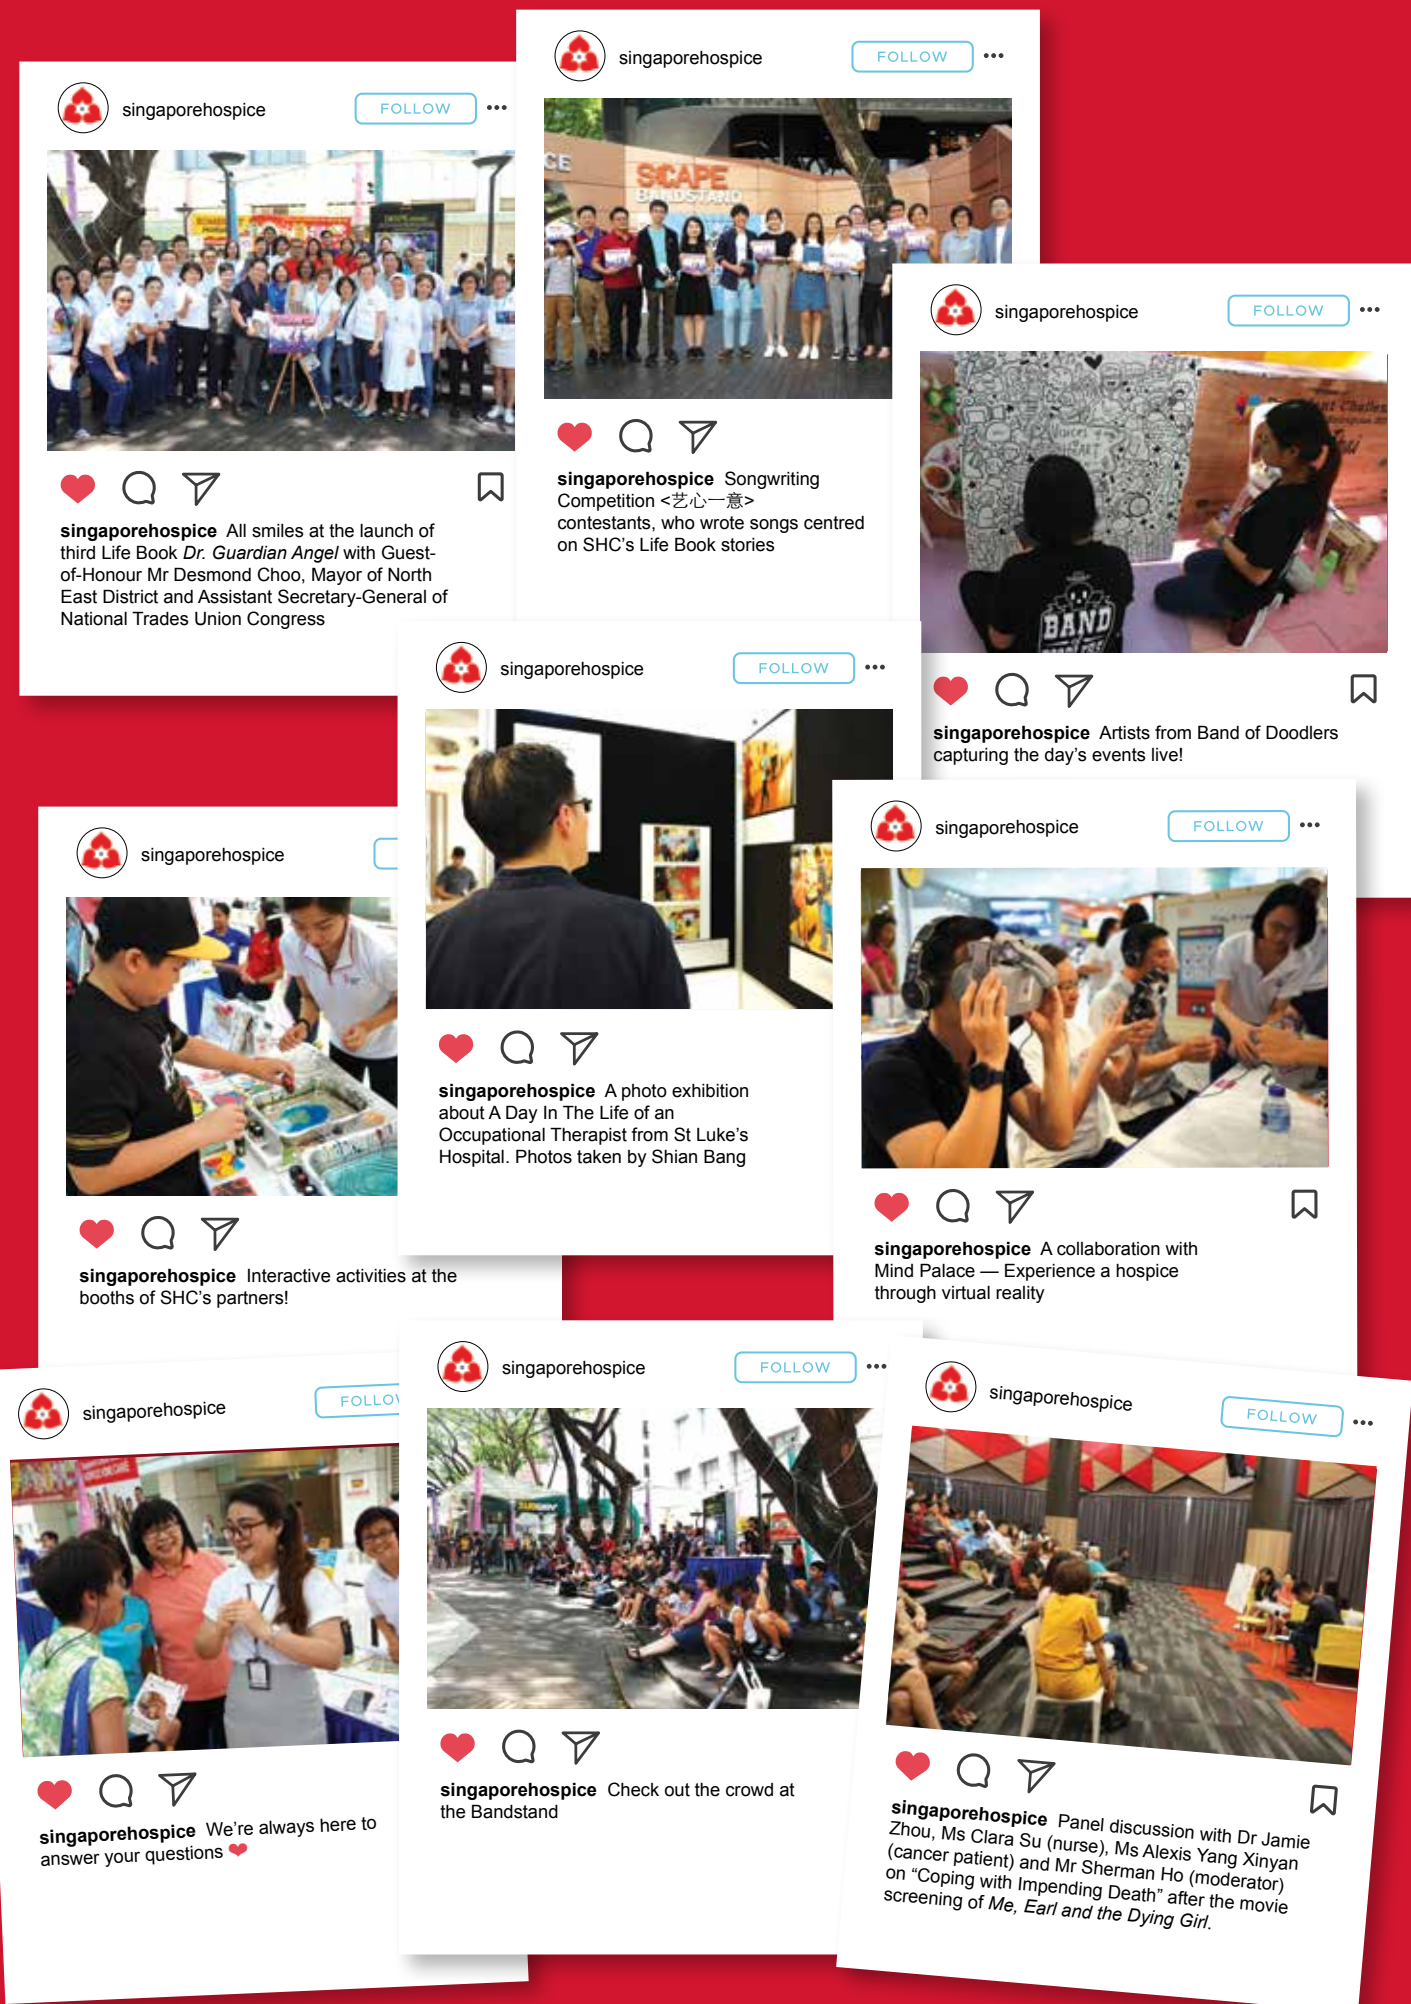 singaporehospice
FOLLOW
singaporehospice All smiles at the launch of
third Life Book Dr. Guardian Angel with Guest-
of-Honour Mr Desmond Choo, Mayor of North
East District and Assistant Secretary-General of
National Trades Union Congress
singaporehospice
FOLLOW
SCAPE
BANDSTAND
singaporehospice Songwriting
Competition <艺心一意>
contestants, who wrote songs centred
on SHC's Life Book stories
singaporehospice
FOLLOW
BAND
singaporehospice Artists from Band of Doodlers
capturing the day's events live!
singaporehospice
FOLLOW
singaporehospice A photo exhibition
about A Day In The Life of an
Occupational Therapist from St Luke's
Hospital. Photos taken by Shian Bang
singaporehospice
singaporehospice Interactive activities at the
booths of SHC's partners!
singaporehospice
FOLLOW
singaporehospice A collaboration with
Mind Palace — Experience a hospice
through virtual reality
singaporehospice
FOLLOW
singaporehospice We're always here to
answer your questions
singaporehospice
FOLLOW
singaporehospice Check out the crowd at
the Bandstand
singaporehospice
FOLLOW
singaporehospice Panel discussion with Dr Jamie
Zhou, Ms Clara Su (nurse), Ms Alexis Yang Xinyan
(cancer patient) and Mr Sherman Ho (moderator)
on “Coping with Impending Death” after the movie
screening of Me, Earl and the Dying Girl.